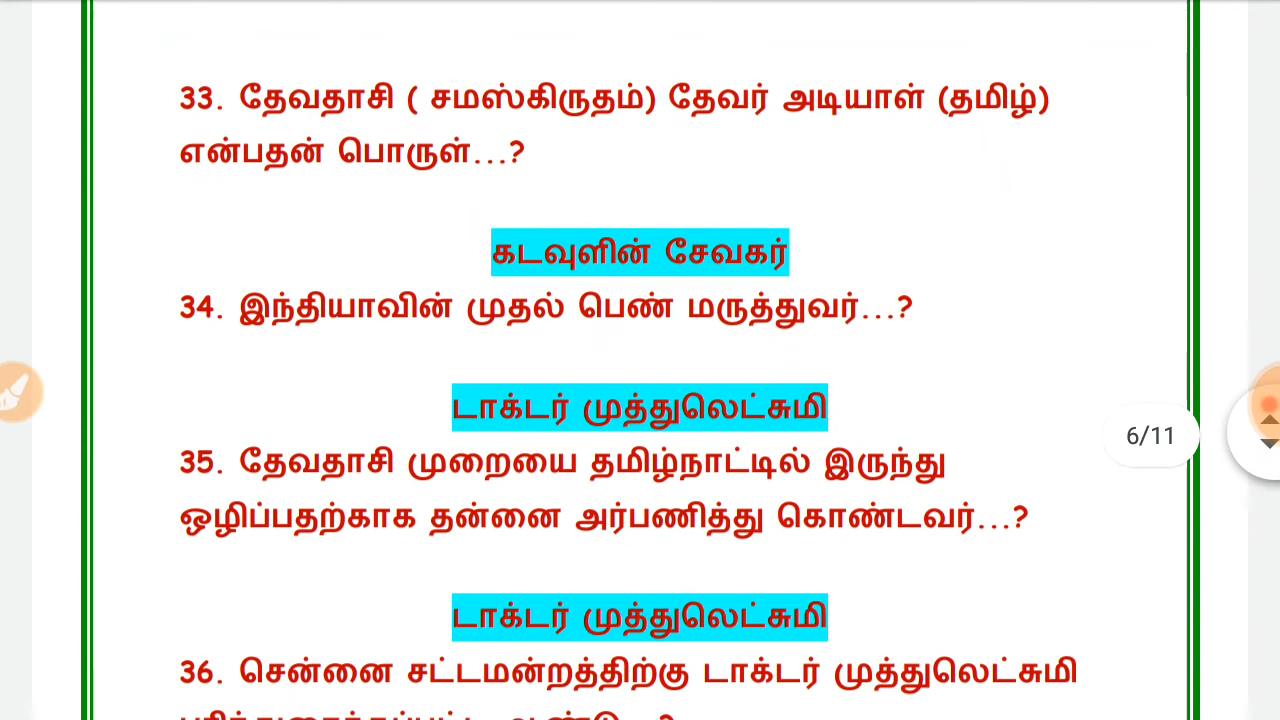 33. தேவதாசி ( சமஸ்கிருதம்) தேவர் அடியாள் (தமிழ்)
என்பதன் பொருள்...?
கடவுளின் சேவகர்
34. இந்தியாவின் முதல் பெண் மருத்துவர்...?
டாக்டர் முத்துலெட்சுமி
6/11
35. தேவதாசி முறையை தமிழ்நாட்டில் இருந்து
ஒழிப்பதற்காக தன்னை அர்பணித்து கொண்டவர்...?
டாக்டர் முத்துலெட்சுமி
36. சென்னை சட்டமன்றத்திற்கு டாக்டர் முத்துலெட்சுமி